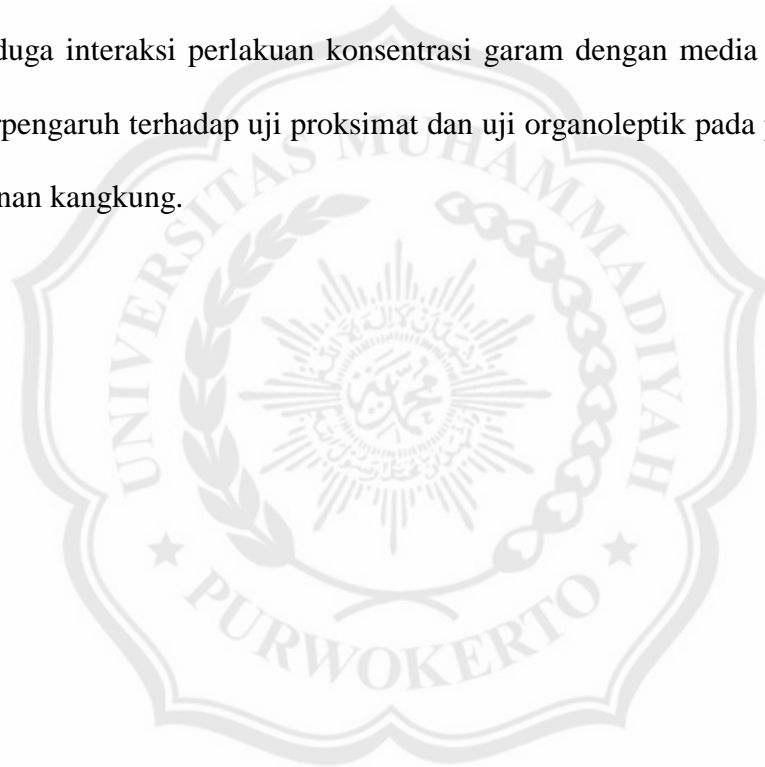 duga interaksi perlakuan konsentrasi garam dengan media
rpengaruh terhadap uji proksimat dan uji organoleptik pada
nan kangkung.
UNIVERSITAS MUHAMMADIYAH
PURWOKERTO